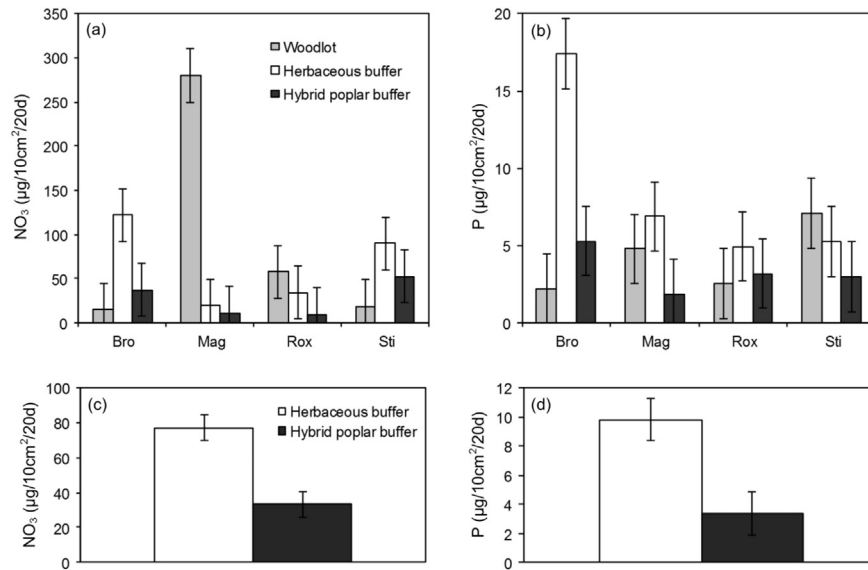 (a)
350
300
250
200
150
100
50
0
NO₃ (µg/10cm²/20d)
Woodlot
Herbaceous buffer
Hybrid poplar buffer
Bro Mag Rox Sti
(b)
20
15
10
5
0
P (µg/10cm²/20d)
Bro Mag Rox Sti
(c)
100
80
60
40
20
0
NO₃ (µg/10cm²/20d)
Herbaceous buffer
Hybrid poplar buffer
(d)
12
10
8
6
4
2
0
P (µg/10cm²/20d)